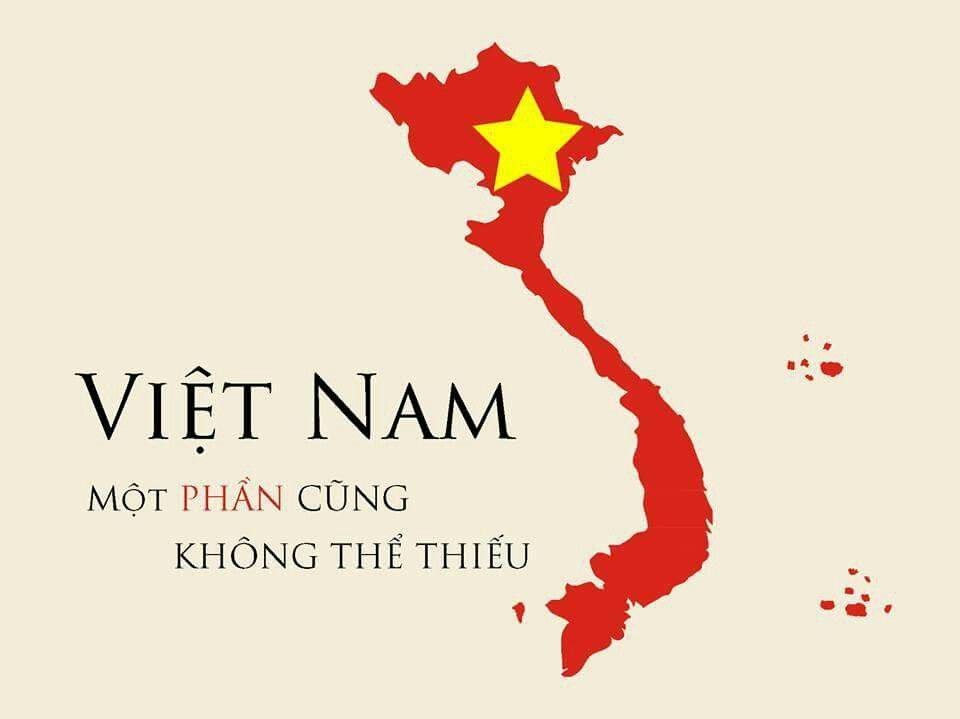 VIỆT NAM
MỘT PHẦN CŨNG
KHÔNG THỂ THIẾU